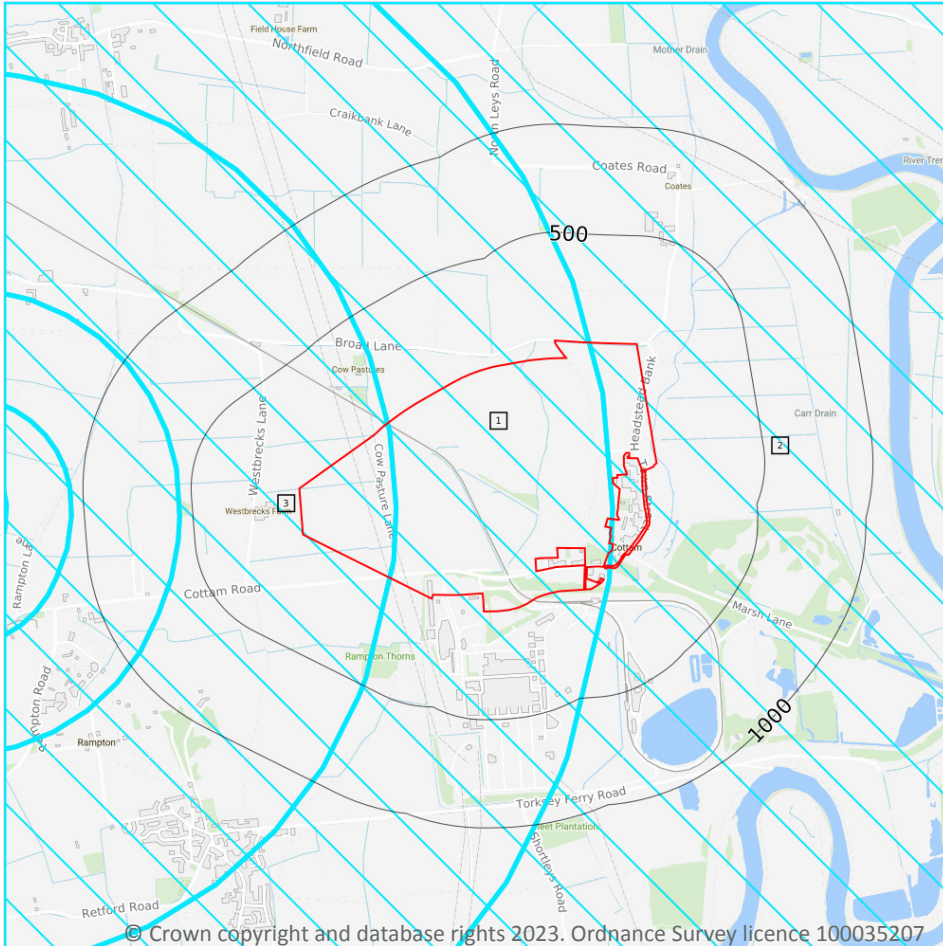 Field House Farm
Northfield Road
Mother Drain
North Leys Road
Craikbank Lane
Coates Road
River Tren
Coates
500
Broad Lane
Headstead Bank
Cow Pastures
Westbrecks Lane
1
Carr Drain
2
Cow Pasture Lane
3
Westbrecks Farm
Cottam
Rampton La
Lane
Cottam Road
Marsh Lane
Rampton Thorns
Rampton Road
Rampton
1000
Torksey Ferry Road
Fleet Plantation
Shortleys Road
Retford Road
© Crown copyright and database rights 2023. Ordnance Survey licence 100035207